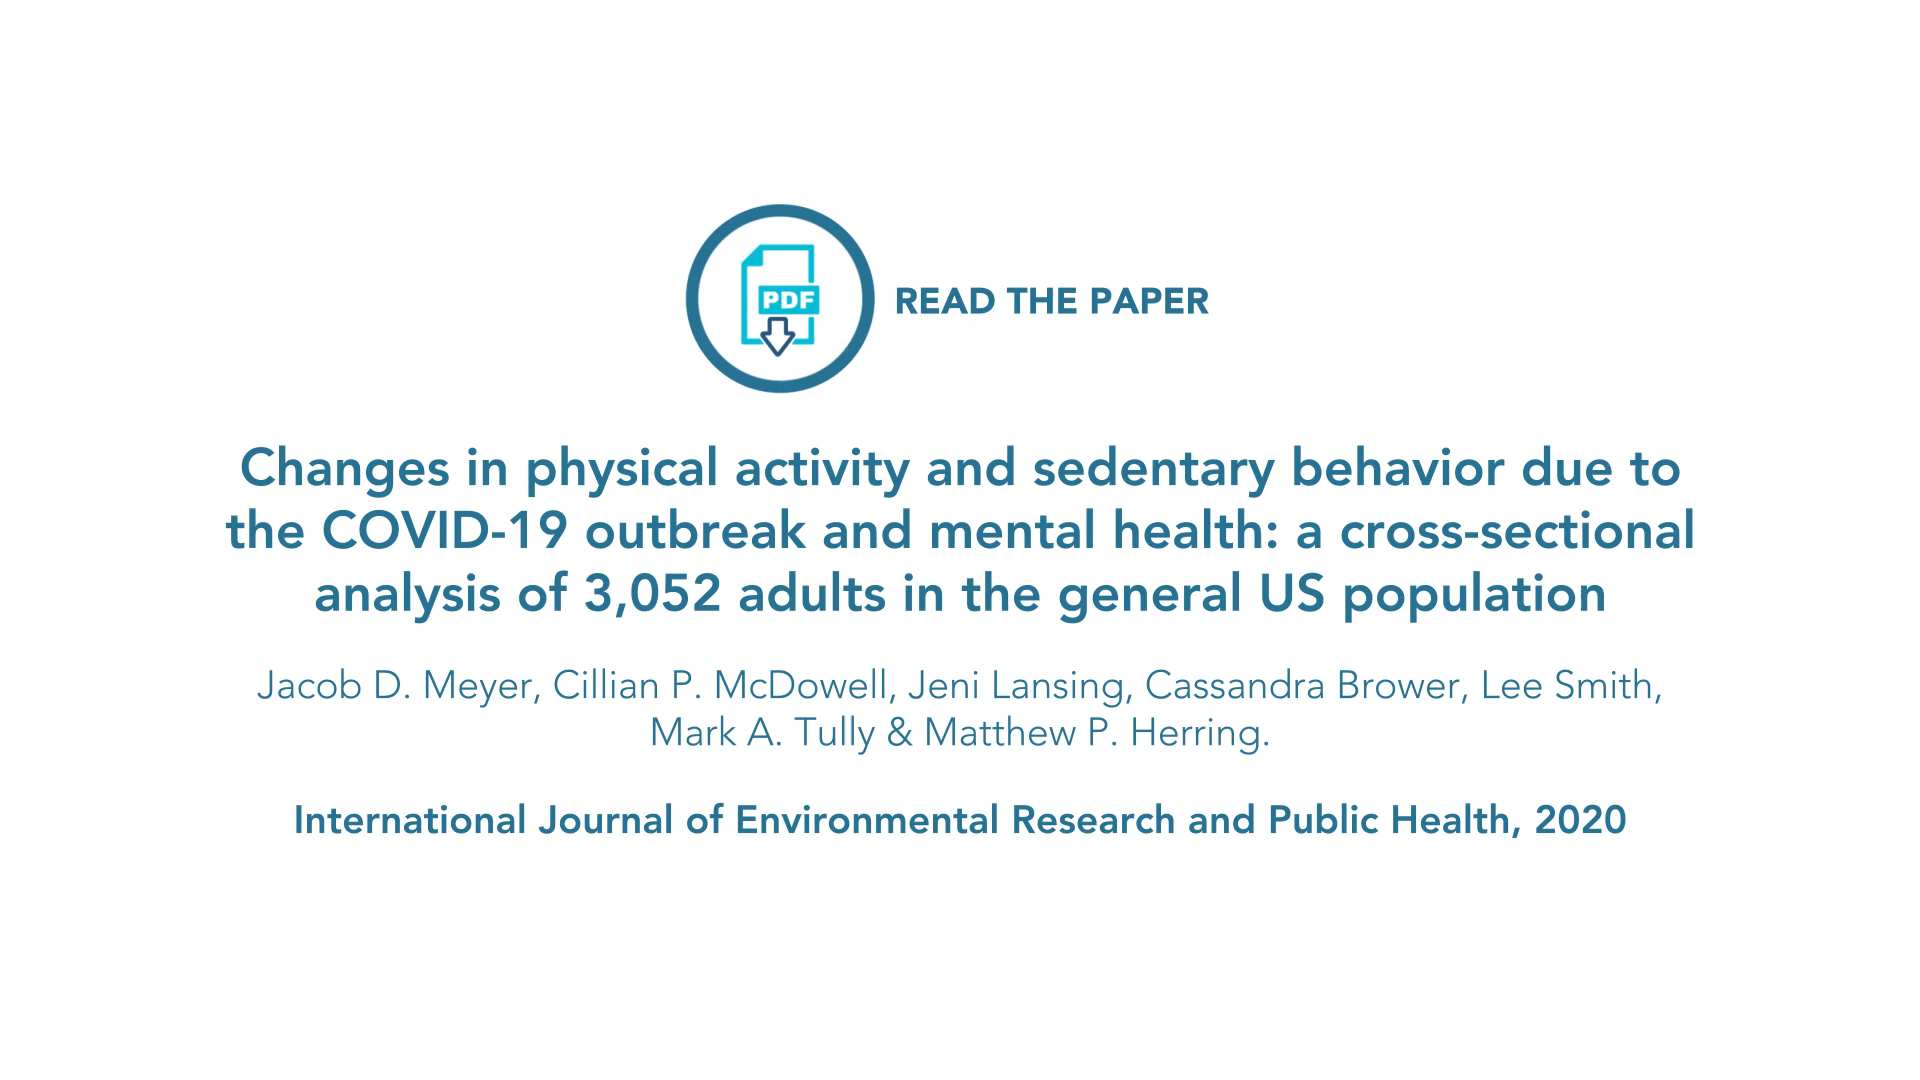 PDF
READ THE PAPER
Changes in physical activity and sedentary behavior due to
the COVID-19 outbreak and mental health: a cross-sectional
analysis of 3,052 adults in the general US population
Jacob D. Meyer, Cillian P. McDowell, Jeni Lansing, Cassandra Brower, Lee Smith,
Mark A. Tully & Matthew P. Herring.
International Journal of Environmental Research and Public Health, 2020